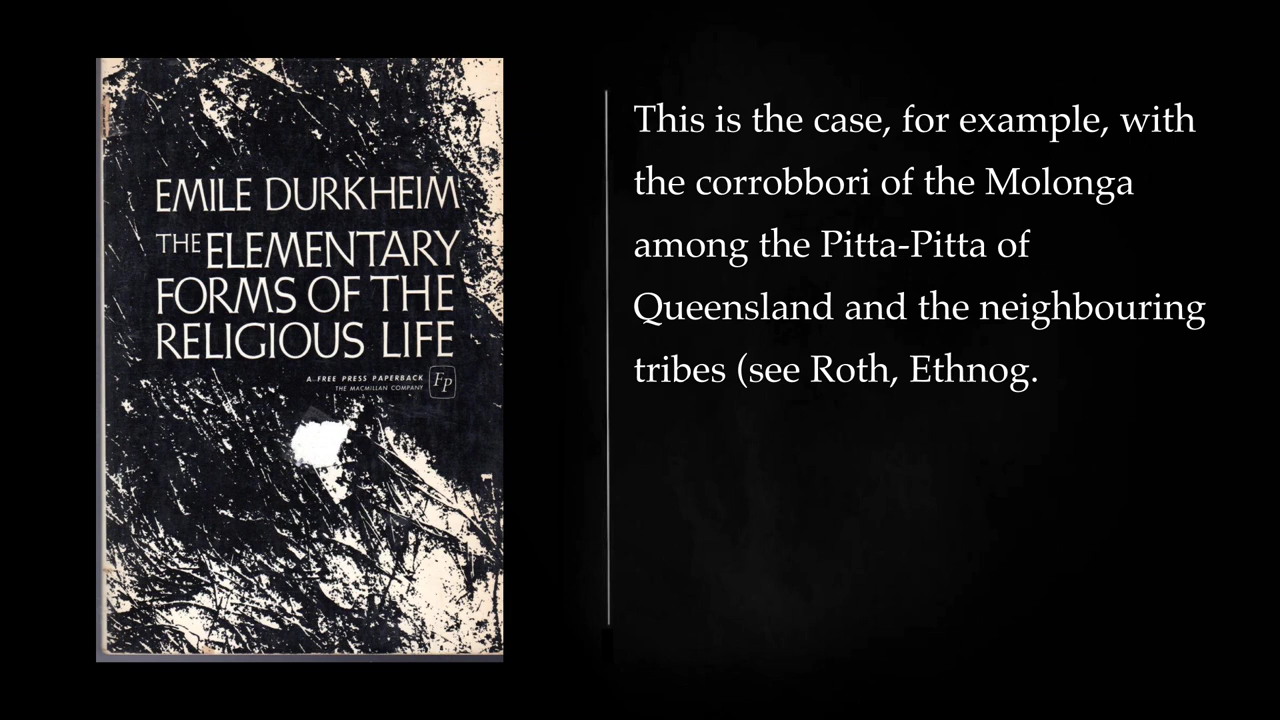 EMILE DURKHEIM
THE ELEMENTARY
FORMS OF THE
RELIGIOUS LIFE
A FREE PRESS PAPERBACK
THE MACMILLAN COMPANY
FP
This is the case, for example, with
the corrobbori of the Molonga
among the Pitta-Pitta of
Queensland and the neighbouring
tribes (see Roth, Ethnog.